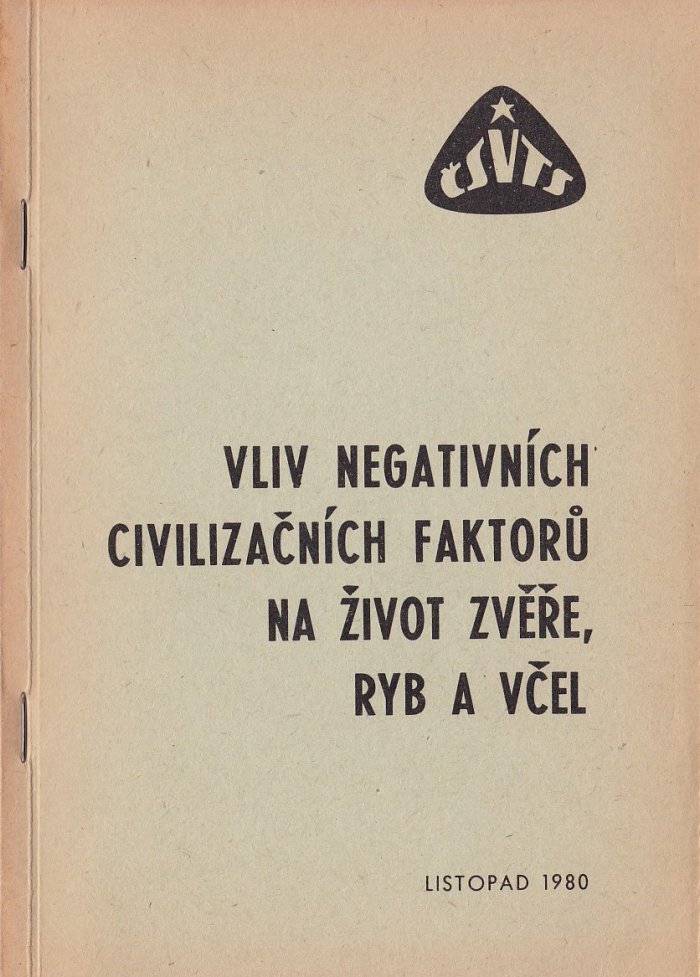 ČSVTS
VLIV NEGATIVNÍCH
CIVILIZAČNÍCH FAKTORŮ
NA ŽIVOT ZVĚŘE,
RYB A VČEL
LISTOPAD 1980